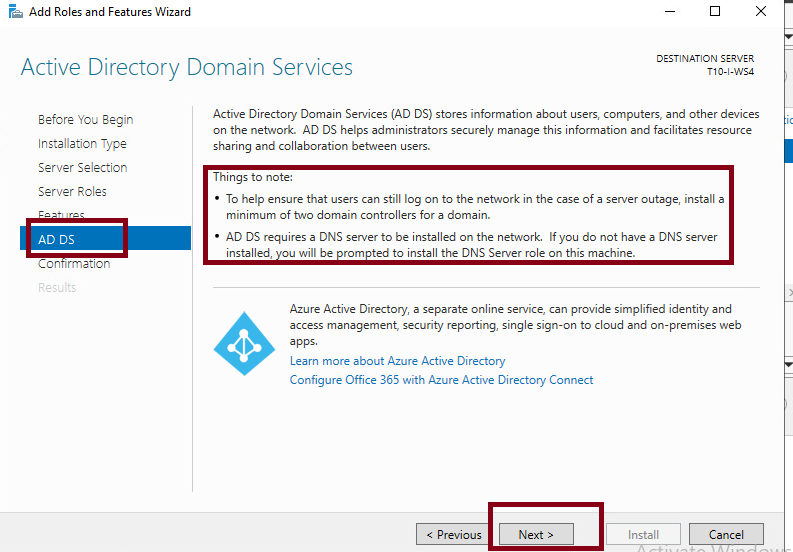 Add Roles and Features Wizard
Active Directory Domain Services
DESTINATION SERVER
T10-I-WS4
Before You Begin
Installation Type
Server Selection
Server Roles
Features
AD DS
Confirmation
Results
Active Directory Domain Services (AD DS) stores information about users, computers, and other devices
on the network. AD DS helps administrators securely manage this information and facilitates resource
sharing and collaboration between users.
Things to note:
• To help ensure that users can still log on to the network in the case of a server outage, install a
minimum of two domain controllers for a domain.
• AD DS requires a DNS server to be installed on the network. If you do not have a DNS server
installed, you will be prompted to install the DNS Server role on this machine.
Azure Active Directory, a separate online service, can provide simplified identity and
access management, security reporting, single sign-on to cloud and on-premises web
apps.
Learn more about Azure Active Directory
Configure Office 365 with Azure Active Directory Connect
< Previous
Next >
Install
Cancel